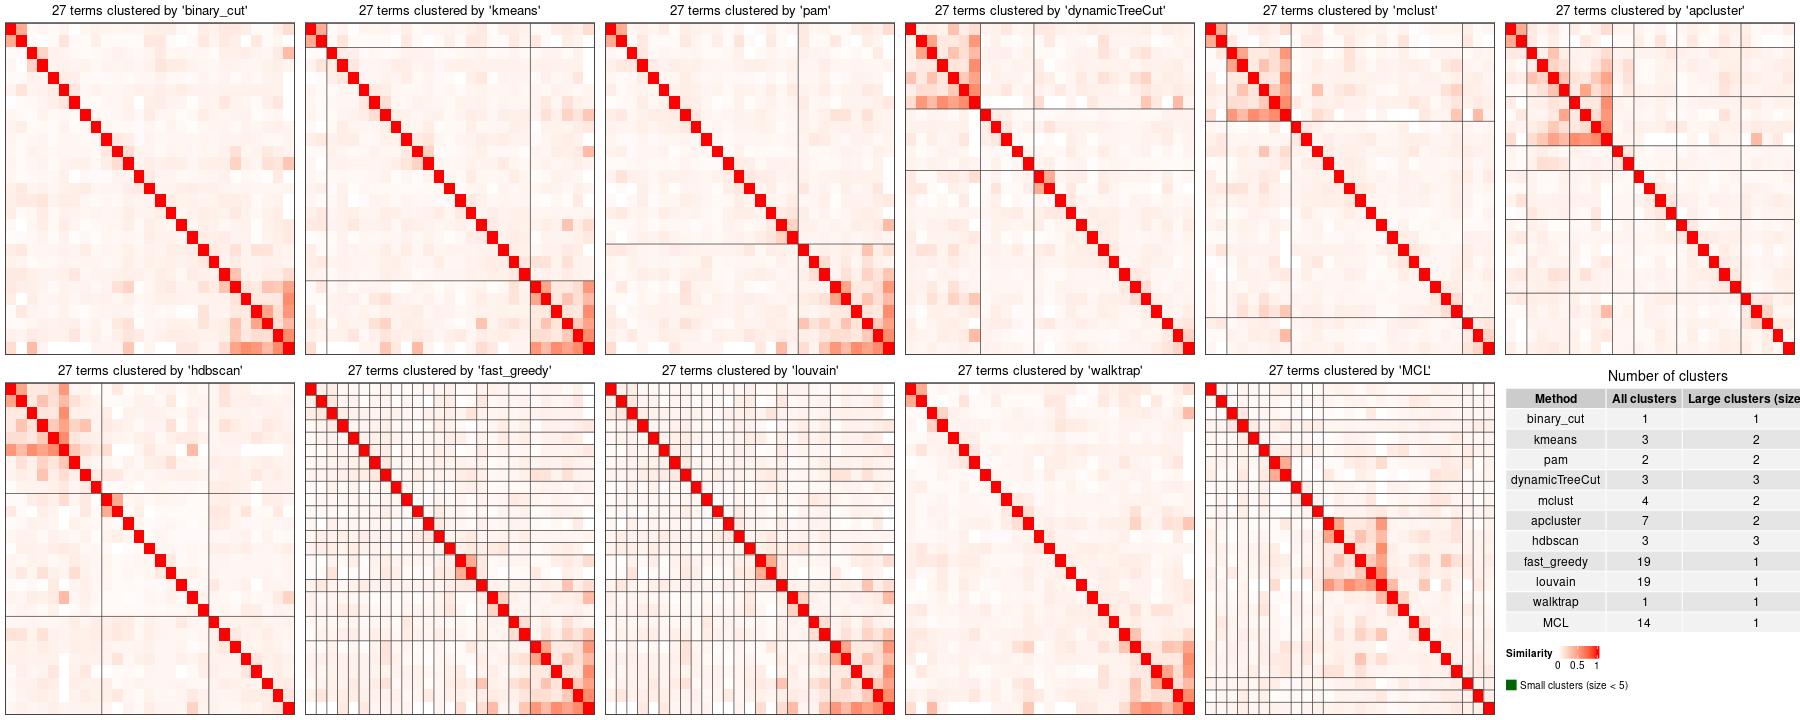 27 terms clustered by 'binary_cut'
27 terms clustered by 'kmeans'
27 terms clustered by 'pam'
27 terms clustered by 'dynamicTreeCut'
27 terms clustered by 'mclust'
27 terms clustered by 'apcluster'
27 terms clustered by 'hdbscan'
27 terms clustered by 'fast_greedy'
27 terms clustered by 'louvain'
27 terms clustered by 'walktrap'
27 terms clustered by 'MCL'
Number of clusters
Method All clusters Large clusters (size
binary_cut 1 1
kmeans 3 2
pam 2 2
dynamicTreeCut 3 3
mclust 4 2
apcluster 7 2
hdbscan 3 3
fast_greedy 19 1
louvain 19 1
walktrap 1 1
MCL 14 1
Similarity
0 0.5 1
Small clusters (size < 5)